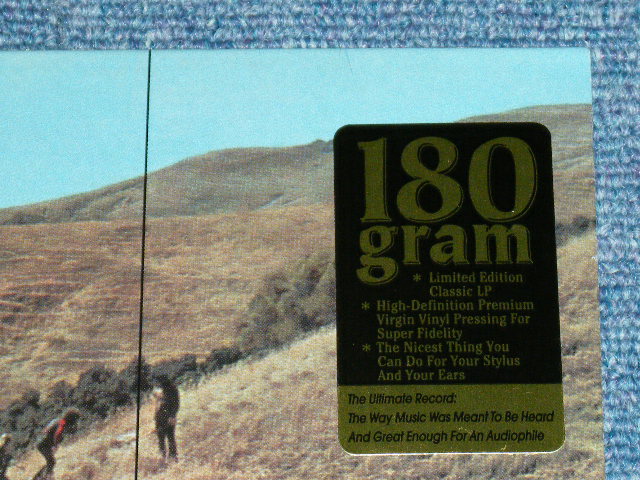 180
gram
* Limited Edition
Classic LP
* High-Definition Premium
Virgin Vinyl Pressing For
Super Fidelity
* The Nicest Thing You
Can Do For Your Stylus
And Your Ears
The Ultimate Record:
The Way Music Was Meant To Be Heard
And Great Enough For An Audiophile